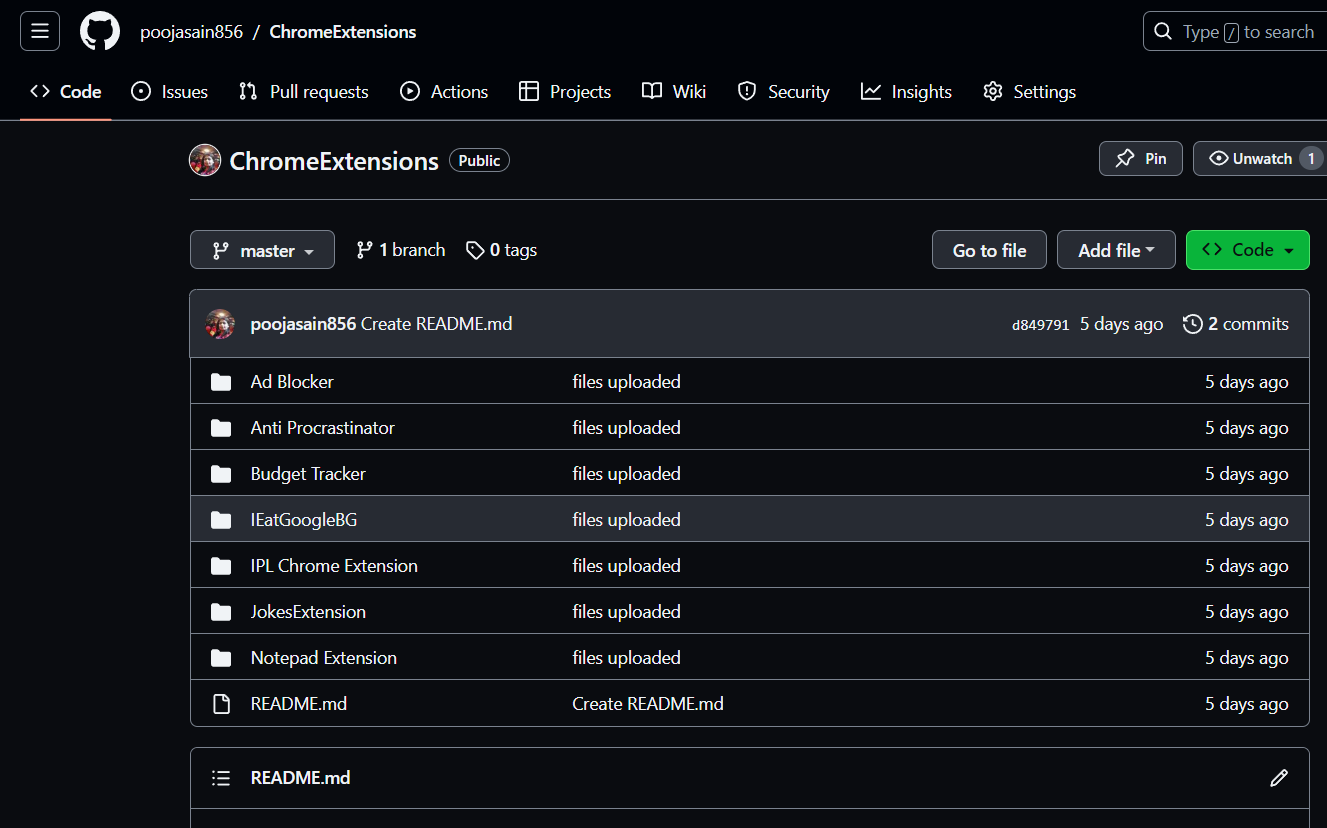 poojasain856 / ChromeExtensions
Type / to search
Code Issues Pull requests Actions Projects Wiki Security Insights Settings
ChromeExtensions Public
Pin Unwatch 1
master 1 branch 0 tags
Go to file Add file Code
poojasain856 Create README.md d849791 5 days ago 2 commits
Ad Blocker files uploaded 5 days ago
Anti Procrastinator files uploaded 5 days ago
Budget Tracker files uploaded 5 days ago
IEatGoogleBG files uploaded 5 days ago
IPL Chrome Extension files uploaded 5 days ago
JokesExtension files uploaded 5 days ago
Notepad Extension files uploaded 5 days ago
README.md Create README.md 5 days ago
README.md